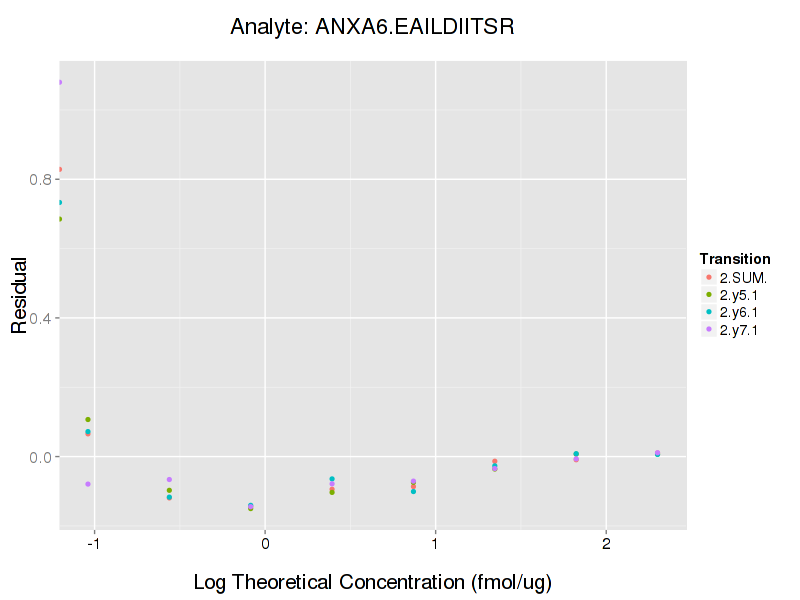 Analyte: ANXA6.EAILDIITSR
Residual
0.8
0.4
0.0
-1
0
1
2
Log Theoretical Concentration (fmol/ug)
Transition
2.SUM.
2.y5.1
2.y6.1
2.y7.1